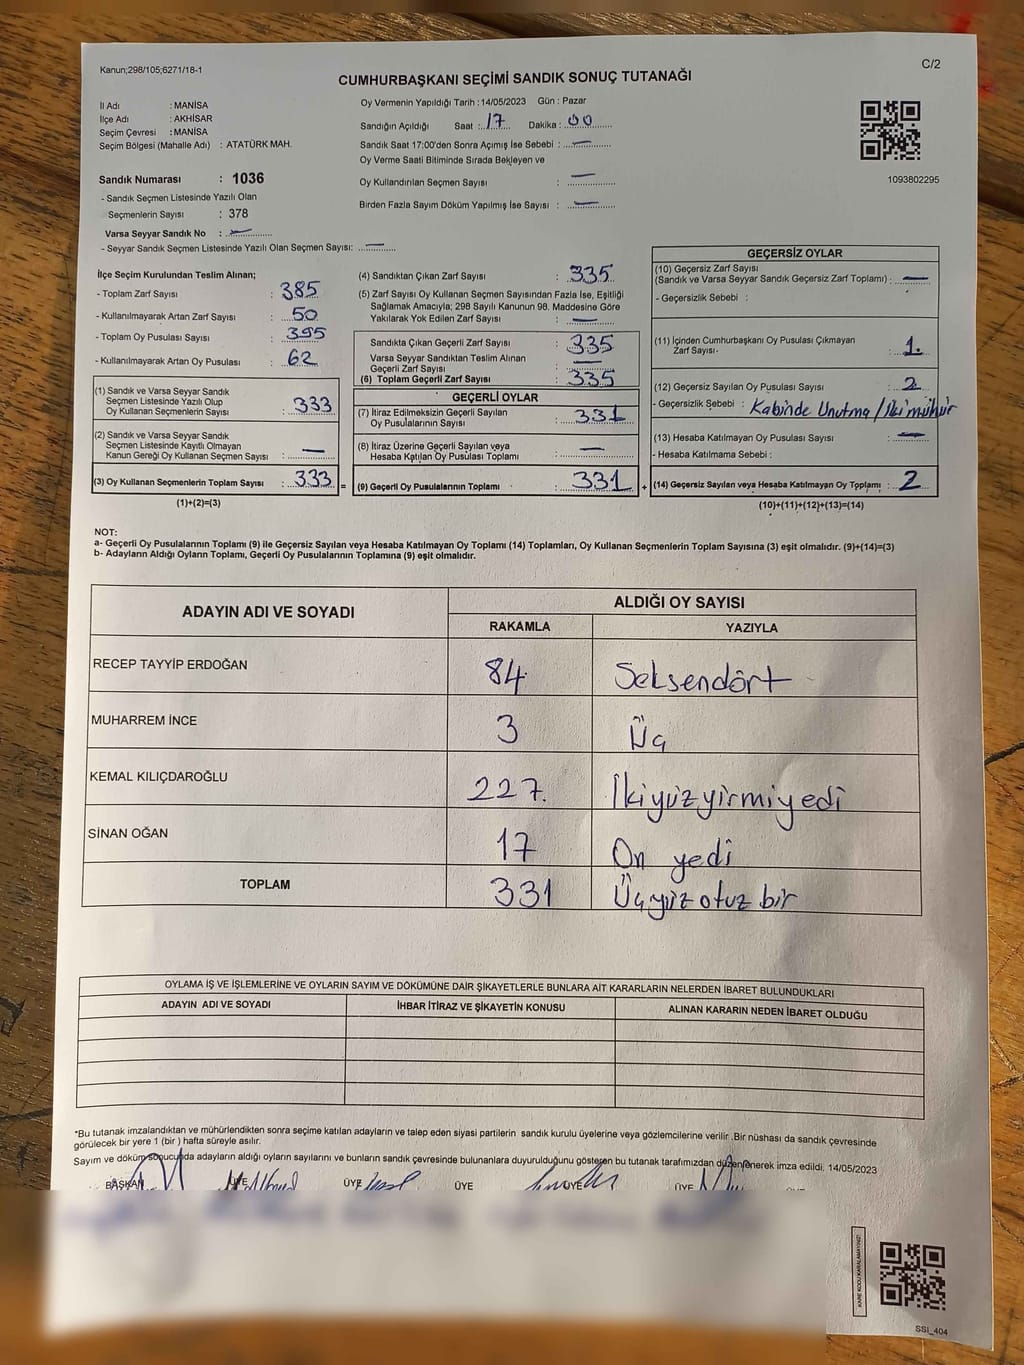 Kanun;298/105;6271/18-1
C/2
CUMHURBAŞKANI SEÇİMİ SANDIK SONUÇ TUTANAĞI
İl Adı : MANİSA
İlçe Adı : AKHİSAR
Seçim Çevresi : MANİSA
Seçim Bölgesi (Mahalle Adı) : ATATÜRK MAH.
Oy Vermenin Yapıldığı Tarih : 14/05/2023 Gün : Pazar
Sandığın Açıldığı Saat : 17 Dakika : 00
Sandık Saat 17:00'den Sonra Açımış İse Sebebi : —
Oy Verme Saati Bitiminde Sırada Bekleyen ve
Oy Kullandırılan Seçmen Sayısı : —
Birden Fazla Sayım Döküm Yapılmış İse Sayısı : —
1093802295
Sandık Numarası : 1036
- Sandık Seçmen Listesinde Yazılı Olan
Seçmenlerin Sayısı : 378
Varsa Seyyar Sandık No : —
- Seyyar Sandık Seçmen Listesinde Yazılı Olan Seçmen Sayısı: —
İlçe Seçim Kurulundan Teslim Alınan;
- Toplam Zarf Sayısı : 385
- Kullanılmayarak Artan Zarf Sayısı : 50
- Toplam Oy Pusulası Sayısı : 395
- Kullanılmayarak Artan Oy Pusulası : 62
(1) Sandık ve Varsa Seyyar Sandık
Seçmen Listesinde Yazılı Olup
Oy Kullanan Seçmenlerin Sayısı : 333
(2) Sandık ve Varsa Seyyar Sandık
Seçmen Listesinde Kayıtlı Olmayan
Kanun Gereği Oy Kullanan Seçmen Sayısı : —
(3) Oy Kullanan Seçmenlerin Toplam Sayısı : 333 =
(1)+(2)=(3)
(4) Sandıktan Çıkan Zarf Sayısı : 335
(5) Zarf Sayısı Oy Kullanan Seçmen Sayısından Fazla İse, Eşitliği
Sağlamak Amacıyla; 298 Sayılı Kanunun 98. Maddesine Göre
Yakılarak Yok Edilen Zarf Sayısı : —
Sandıkta Çıkan Geçerli Zarf Sayısı : 335
Varsa Seyyar Sandıktan Teslim Alınan
Geçerli Zarf Sayısı : —
(6) Toplam Geçerli Zarf Sayısı : 335
GEÇERLİ OYLAR
(7) İtiraz Edilmeksizin Geçerli Sayılan
Oy Pusulalarının Sayısı : 331
(8) İtiraz Üzerine Geçerli Sayılan veya
Hesaba Katılan Oy Pusulası Toplamı : —
(9) Geçerli Oy Pusulalarının Toplamı : 331 +
GEÇERSİZ OYLAR
(10) Geçersiz Zarf Sayısı
(Sandık ve Varsa Seyyar Sandık Geçersiz Zarf Toplamı) : —
- Geçersizlik Sebebi :
(11) İçinden Cumhurbaşkanı Oy Pusulası Çıkmayan
Zarf Sayısı- : 1.
(12) Geçersiz Sayılan Oy Pusulası Sayısı : 2
- Geçersizlik Sebebi : Kabinde Unutma / İki mühür
(13) Hesaba Katılmayan Oy Pusulası Sayısı : —
- Hesaba Katılmama Sebebi :
(14) Geçersiz Sayılan veya Hesaba Katılmayan Oy Toplamı : 2
(10)+(11)+(12)+(13)=(14)
NOT:
a- Geçerli Oy Pusulalarının Toplamı (9) ile Geçersiz Sayılan veya Hesaba Katılmayan Oy Toplamı (14) Toplamları, Oy Kullanan Seçmenlerin Toplam Sayısına (3) eşit olmalıdır. (9)+(14)=(3)
b- Adayların Aldığı Oyların Toplamı, Geçerli Oy Pusulalarının Toplamına (9) eşit olmalıdır.
ADAYIN ADI VE SOYADI
ALDIĞI OY SAYISI
RAKAMLA YAZIYLA
RECEP TAYYİP ERDOĞAN 84 Seksendört
MUHARREM İNCE 3 Üç
KEMAL KILIÇDAROĞLU 227. İkiyüzyirmiyedi
SİNAN OĞAN 17 On yedi
TOPLAM 331 Üçyüz otuz bir
OYLAMA İŞ VE İŞLEMLERİNE VE OYLARIN SAYIM VE DÖKÜMÜNE DAİR ŞİKAYETLERLE BUNLARA AİT KARARLARIN NELERDEN İBARET BULUNDUKLARI
ADAYIN ADI VE SOYADI İHBAR İTİRAZ VE ŞİKAYETİN KONUSU ALINAN KARARIN NEDEN İBARET OLDUĞU
*Bu tutanak imzalandıktan ve mühürlendikten sonra seçime katılan adayların ve talep eden siyasi partilerin sandık kurulu üyelerine veya gözlemcilerine verilir .Bir nüshası da sandık çevresinde
görülecek bir yere 1 (bir ) hafta süreyle asılır.
Sayım ve döküm sonucunda adayların aldığı oyların sayılarını ve bunların sandık çevresinde bulunanlara duyurulduğunu gösteren bu tutanak tarafımızdan düzenlenerek imza edildi. 14/05/2023
BAŞKAN ÜYE ÜYE ÜYE ÜYE ÜYE
KARE KODU KARALAMAYINIZ!
SSI_404